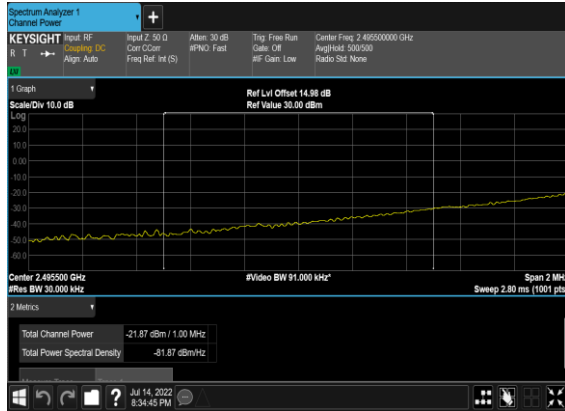 Spectrum Analyzer 1
Channel Power
+
KEYSIGHT Input: RF Input Z: 50 Ω Atten: 30 dB Trig: Free Run Center Freq: 2.495500000 GHz
R T Coupling: DC Corr CCorr #PNO: Fast Gate: Off Avg|Hold: 500/500
Align: Auto Freq Ref: Int (S) #IF Gain: Low Radio Std: None
1 Graph
Ref Lvl Offset 14.98 dB
Scale/Div 10.0 dB Ref Value 30.00 dBm
Log
20.0
10.0
0.00
-10.0
-20.0
-30.0
-40.0
-50.0
-60.0
Center 2.495500 GHz #Video BW 91.000 kHz* Span 2 MHz
#Res BW 30.000 kHz Sweep 2.80 ms (1001 pts
2 Metrics
Total Channel Power -21.87 dBm / 1.00 MHz
Total Power Spectral Density -81.87 dBm/Hz
? Jul 14, 2022
8:34:45 PM